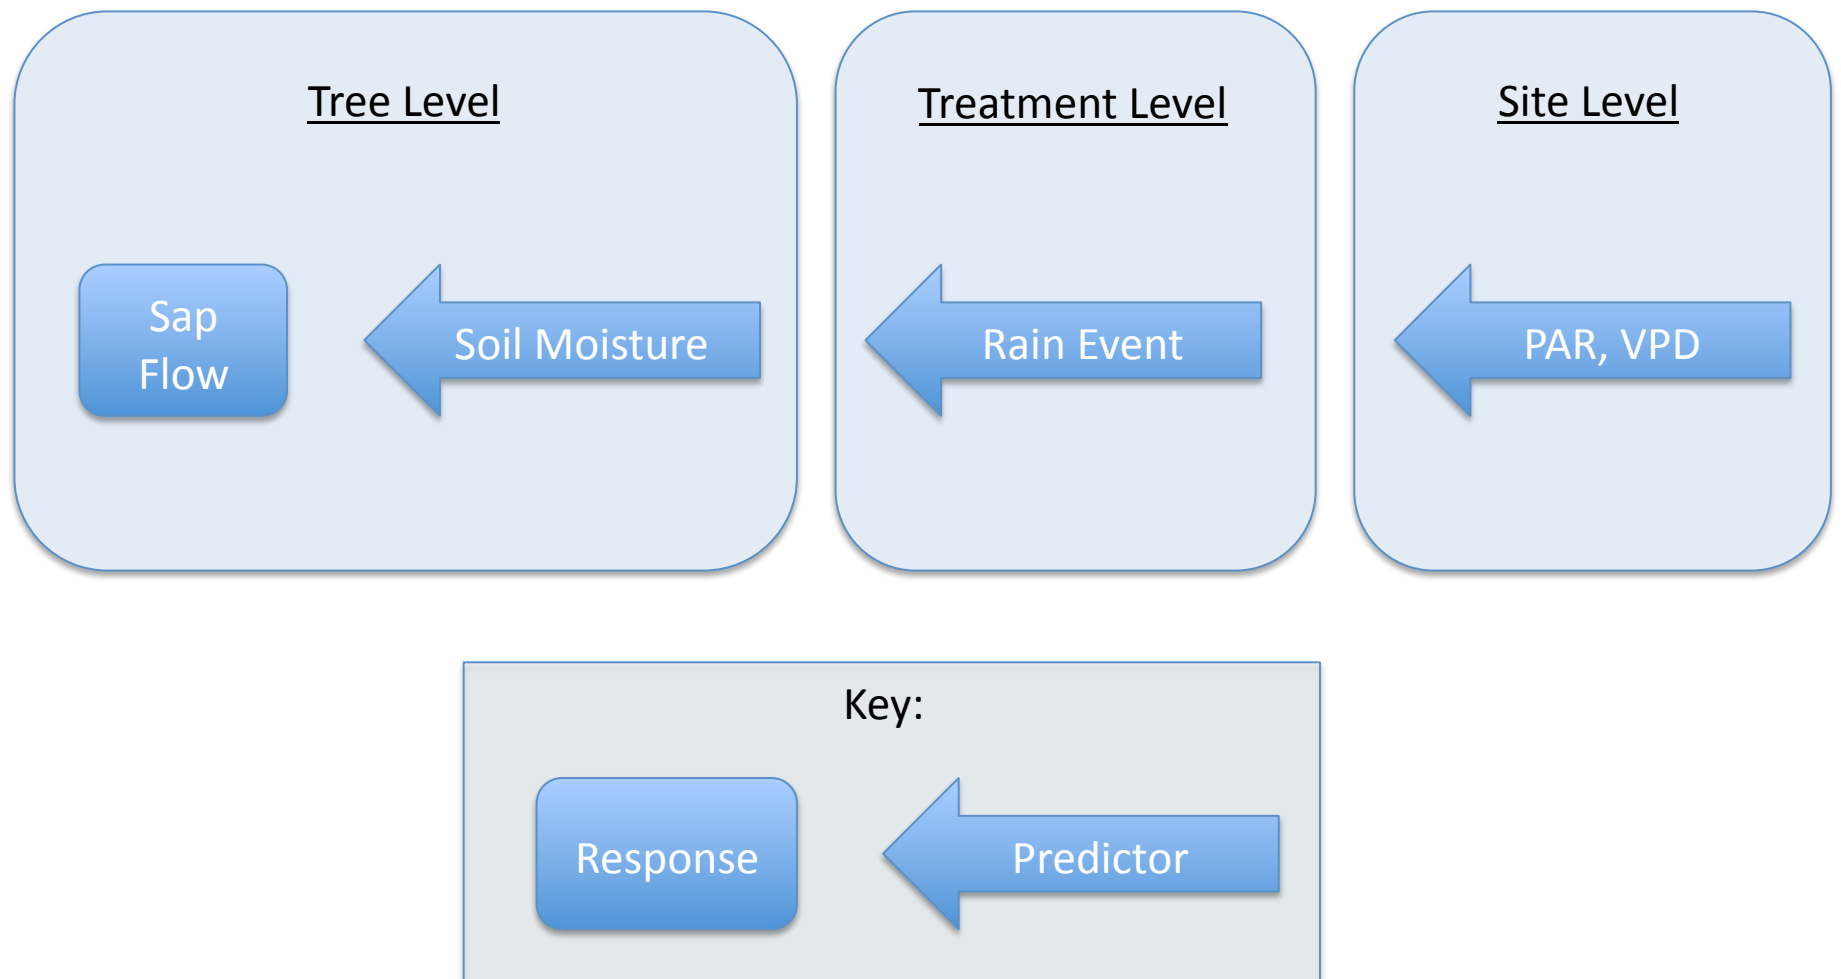 Tree Level
Treatment Level
Site Level
Sap
Flow
Soil Moisture
Rain Event
PAR, VPD
Key:
Response
Predictor